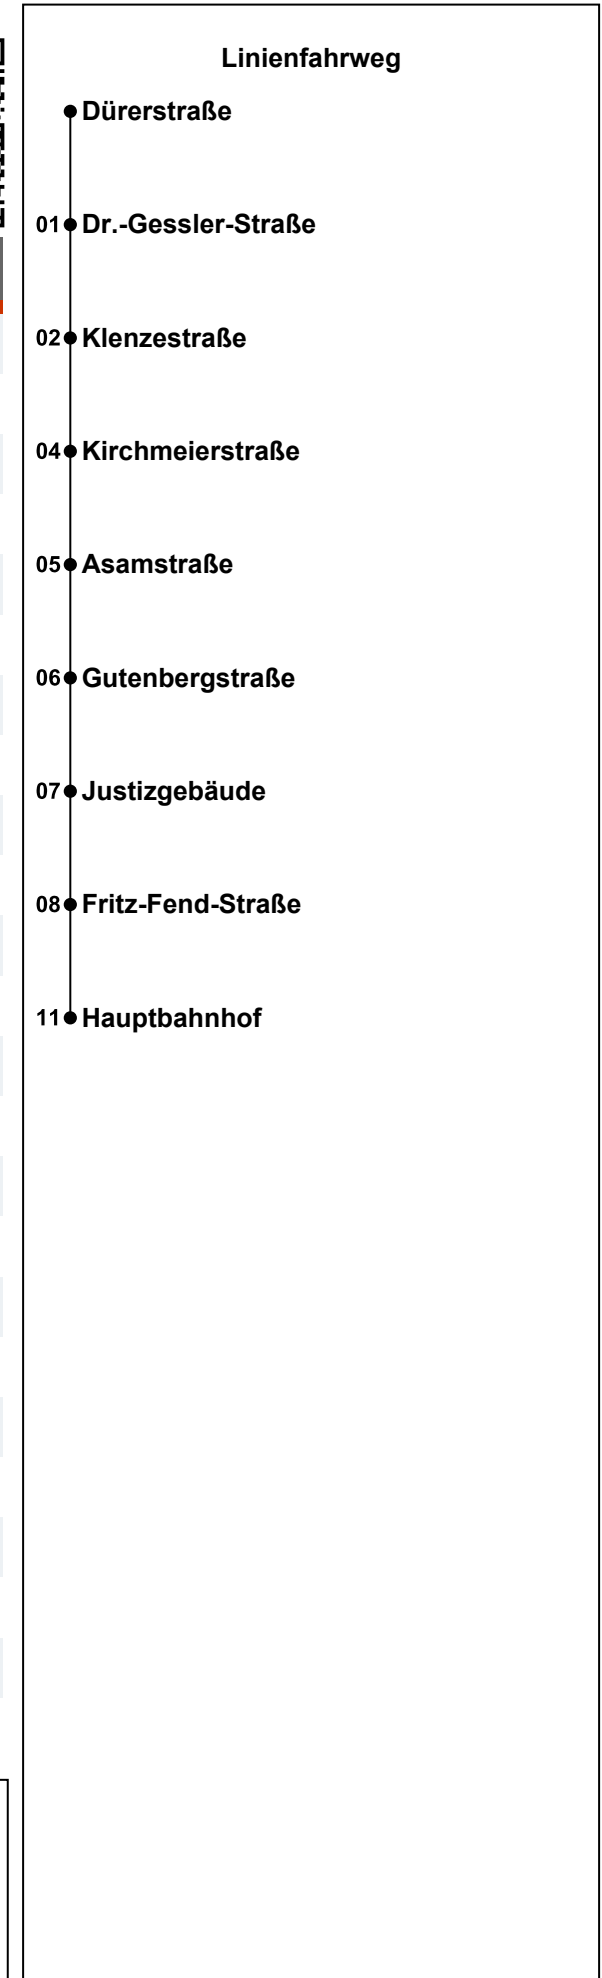 Linienfahrweg
Dürerstraße
01 Dr.-Gessler-Straße
02 Klenzestraße
04 Kirchmeierstraße
05 Asamstraße
06 Gutenbergstraße
07 Justizgebäude
08 Fritz-Fend-Straße
11 Hauptbahnhof